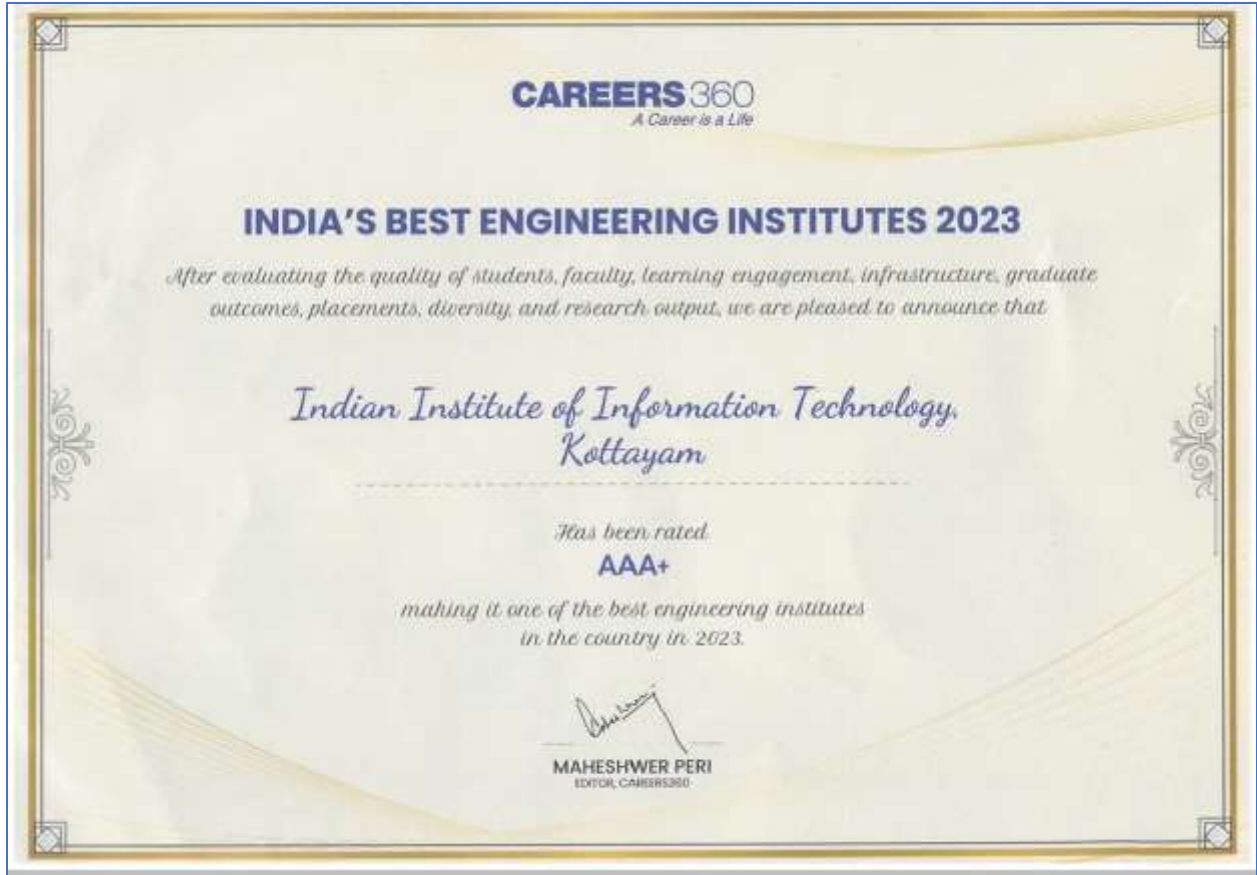 CAREERS360
A Career is a Life
INDIA'S BEST ENGINEERING INSTITUTES 2023
After evaluating the quality of students, faculty, learning engagement, infrastructure, graduate
outcomes, placements, diversity, and research output, we are pleased to announce that
Indian Institute of Information Technology,
Kottayam
Has been rated
AAA+
making it one of the best engineering institutes
in the country in 2023.
MAHESHWER PERI
EDITOR, CAREERS360